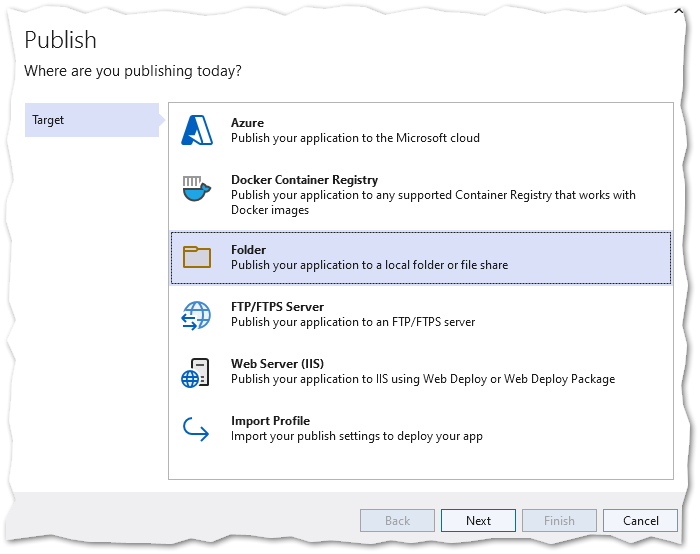 Publish
Where are you publishing today?
Target
Azure
Publish your application to the Microsoft cloud
Docker Container Registry
Publish your application to any supported Container Registry that works with
Docker images
Folder
Publish your application to a local folder or file share
FTP/FTPS Server
Publish your application to an FTP/FTPS server
Web Server (IIS)
Publish your application to IIS using Web Deploy or Web Deploy Package
Import Profile
Import your publish settings to deploy your app
Back
Next
Finish
Cancel